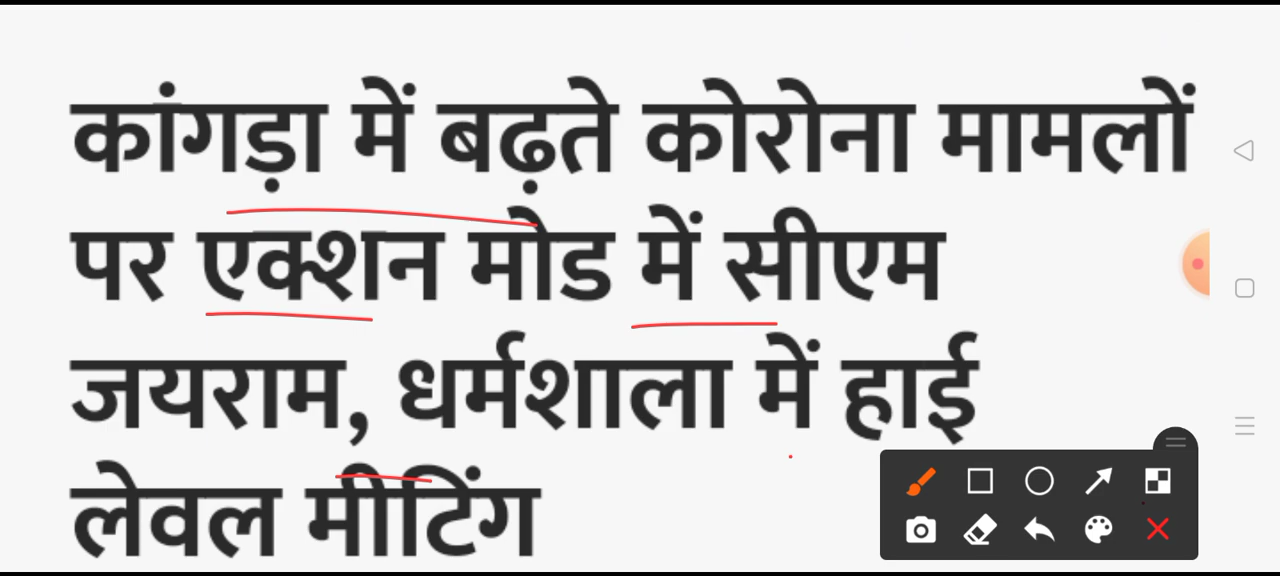 कांगड़ा में बढ़ते कोरोना मामलों
पर एक्शन मोड में सीएम
जयराम, धर्मशाला में हाई
लेवल मीटिंग